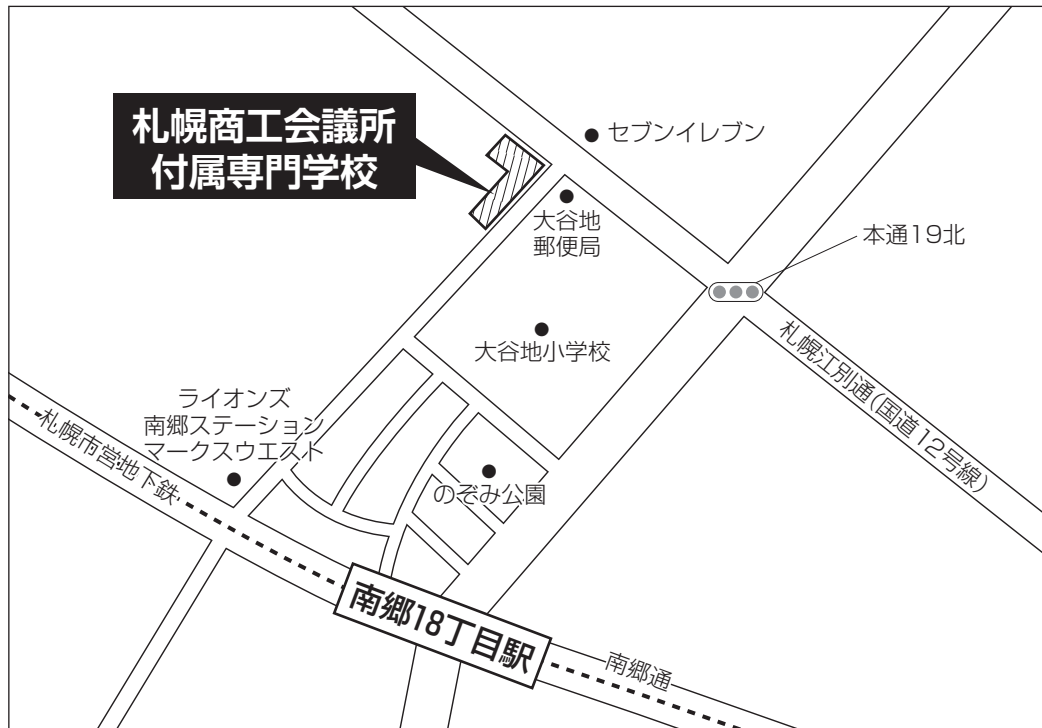 札幌商工会議所
付属専門学校
セブンイレブン
大谷地
郵便局
本通19北
大谷地小学校
札幌江別通(国道12号線)
ライオンズ
南郷ステーション
マークスウエスト
札幌市営地下鉄
のぞみ公園
南郷18丁目駅
南郷通